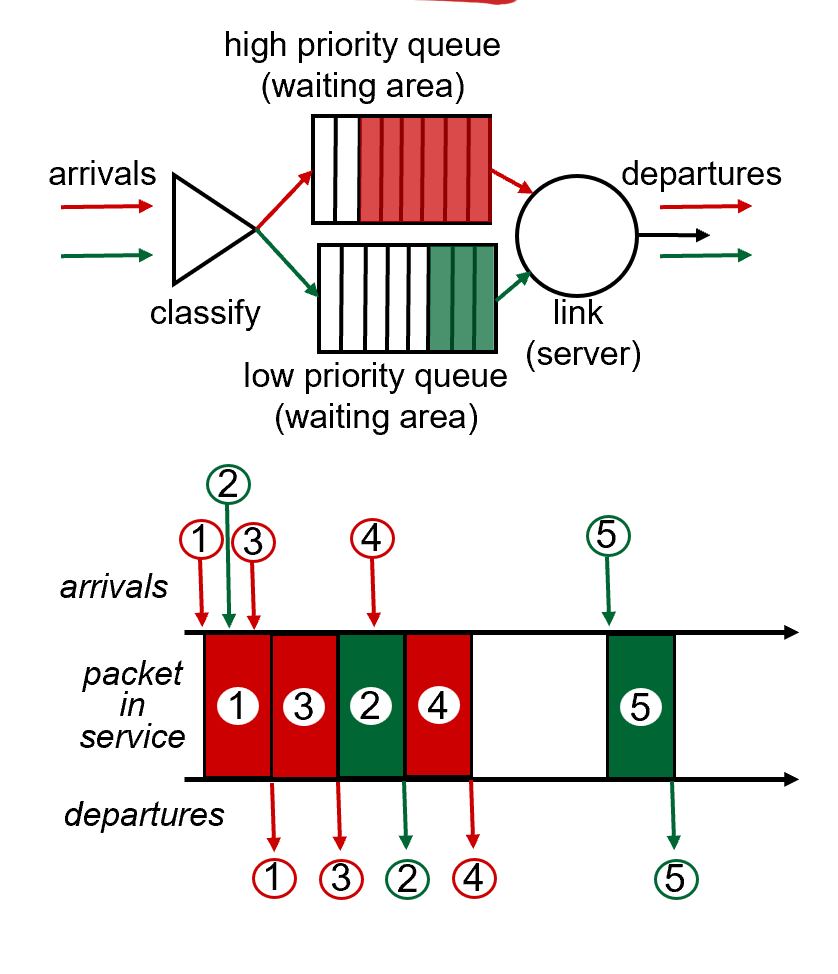 high priority queue
(waiting area)
arrivals
departures
classify
link
(server)
low priority queue
(waiting area)
2
1
3
4
5
arrivals
packet
in
service
1
3
2
4
5
departures
1
3
2
4
5